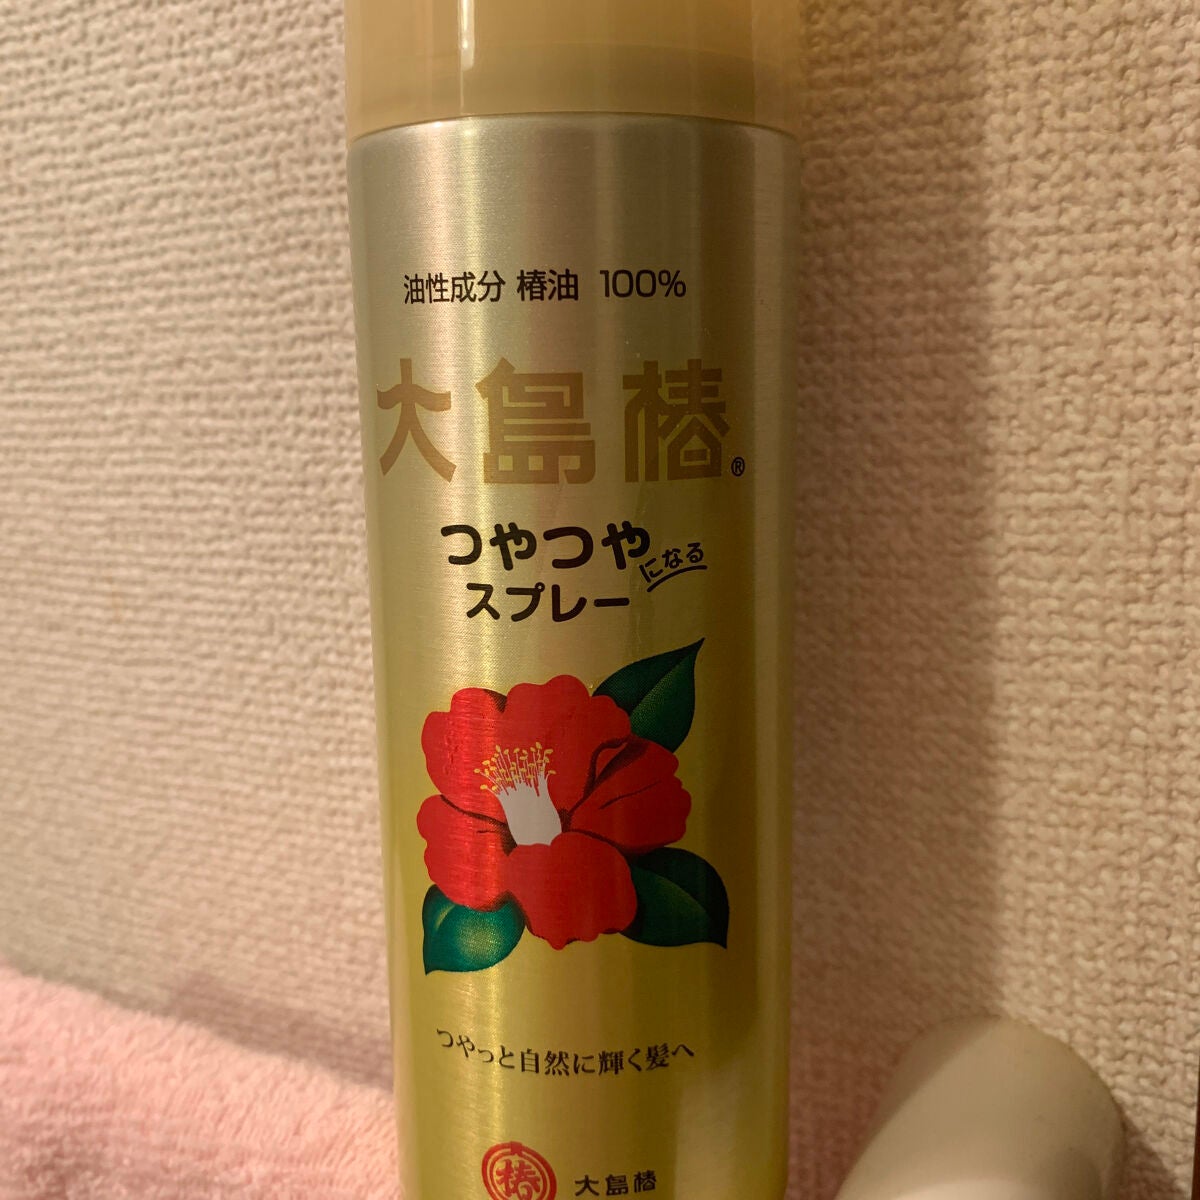 油性成分 椿油 100%
大島椿®
つやつやになる
スプレー
つやっと自然に輝く髪へ
椿
大島椿